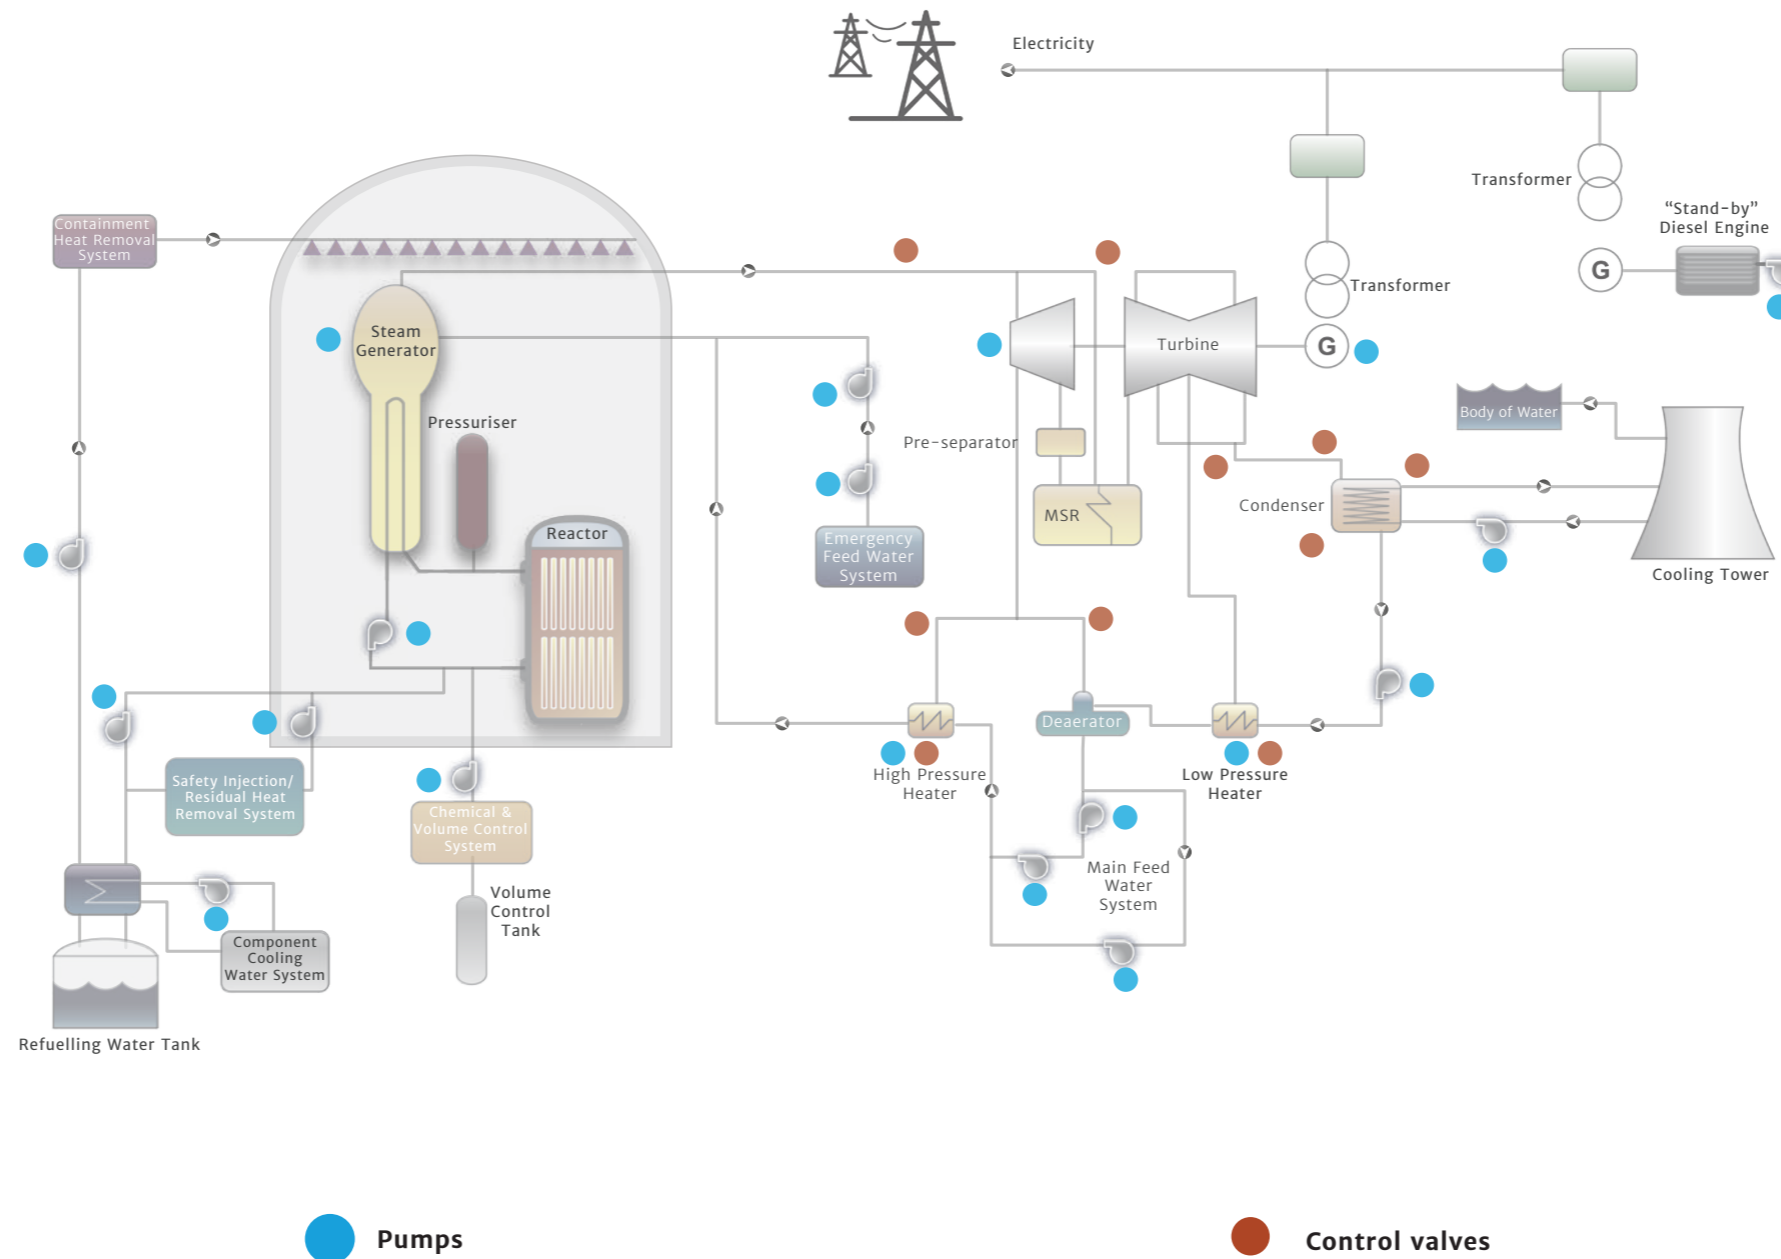 Electricity
Transformer
"Stand-by"
Diesel Engine
G
Containment
Heat Removal
System
Transformer
Steam
Generator
Turbine
G
Body of Water
Pressuriser
Pre-separator
MSR
Condenser
Cooling Tower
Reactor
Emergency
Feed Water
System
Deaerator
High Pressure
Heater
Low Pressure
Heater
Safety Injection/
Residual Heat
Removal System
Chemical &
Volume Control
System
Main Feed
Water
System
Volume
Control
Tank
Component
Cooling
Water System
Refuelling Water Tank
Pumps
Control valves